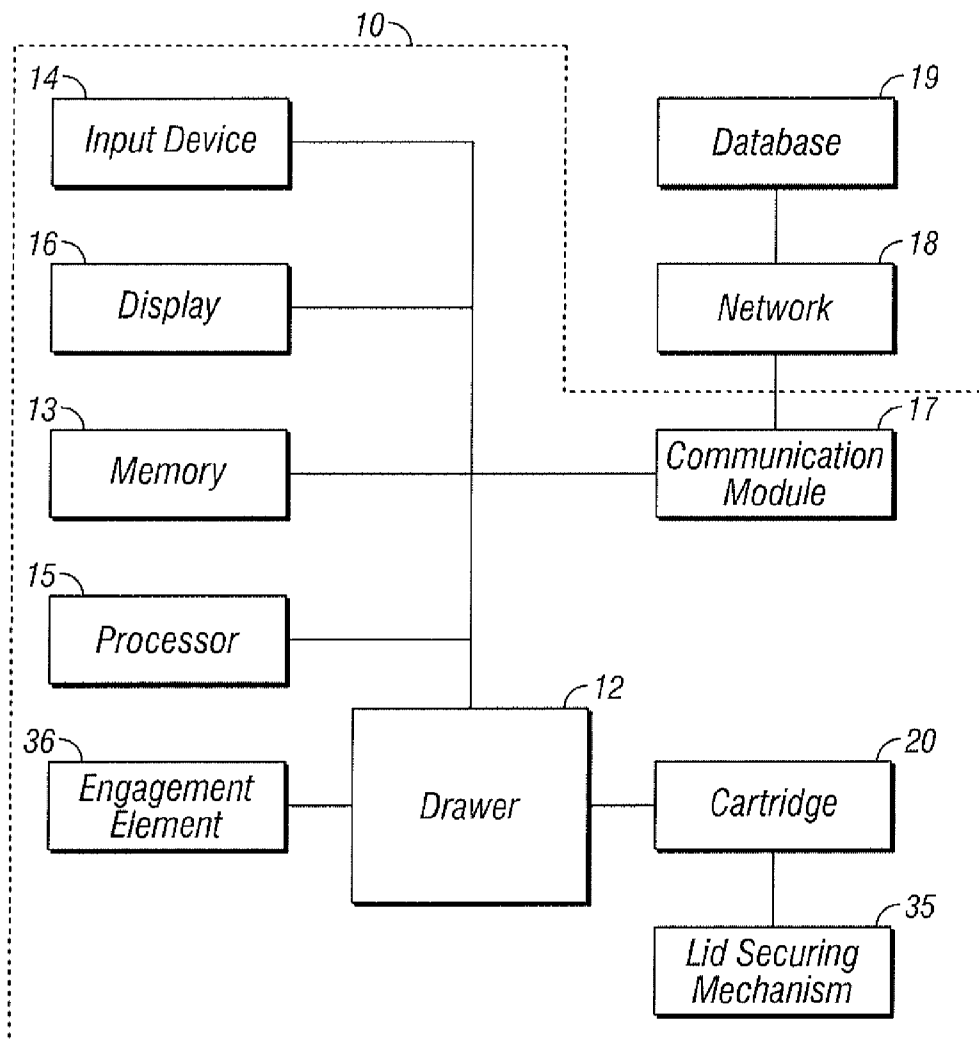 10
14
Input Device
19
Database
16
Display
18
Network
13
Memory
17
Communication
Module
15
Processor
12
Drawer
36
Engagement
Element
20
Cartridge
35
Lid Securing
Mechanism